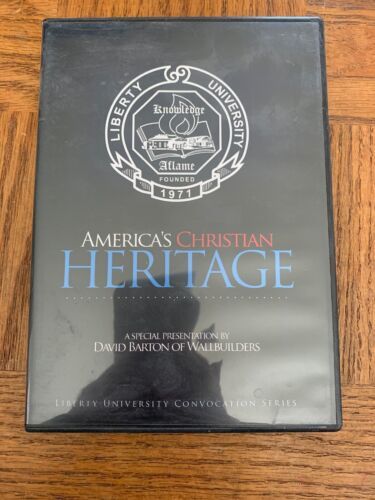 LIBERTY UNIVERSITY
Knowledge
Aflame
FOUNDED
1971
AMERICA'S CHRISTIAN
HERITAGE
A SPECIAL PRESENTATION BY
DAVID BARTON OF WALLBUILDERS
LIBERTY UNIVERSITY CONVOCATION SERIES